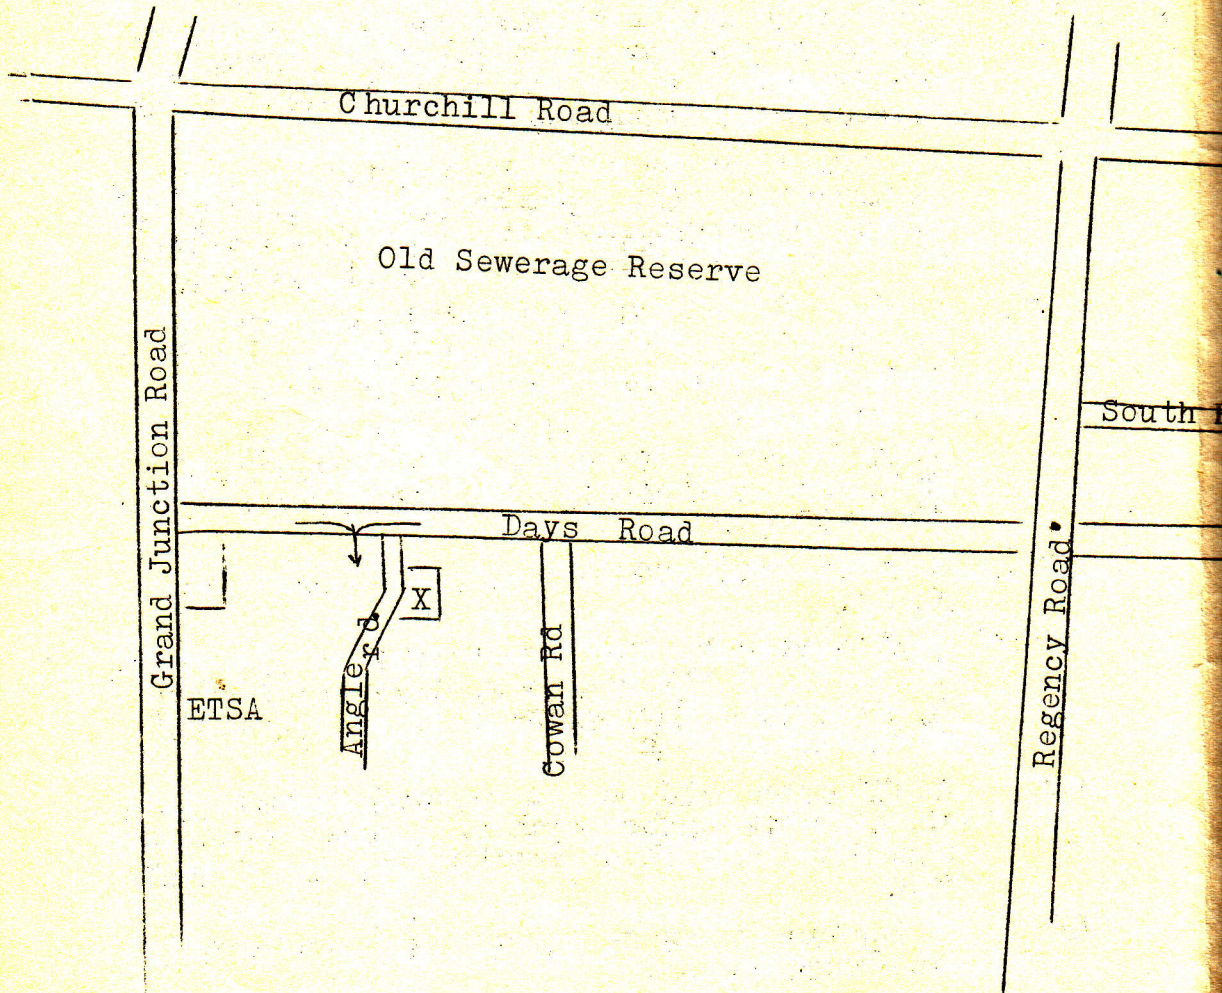 Churchill Road
Old Sewerage Reserve
Grand Junction Road
South
Days Road
X
Angle rd.
Cowan Rd
Regency Road
ETSA